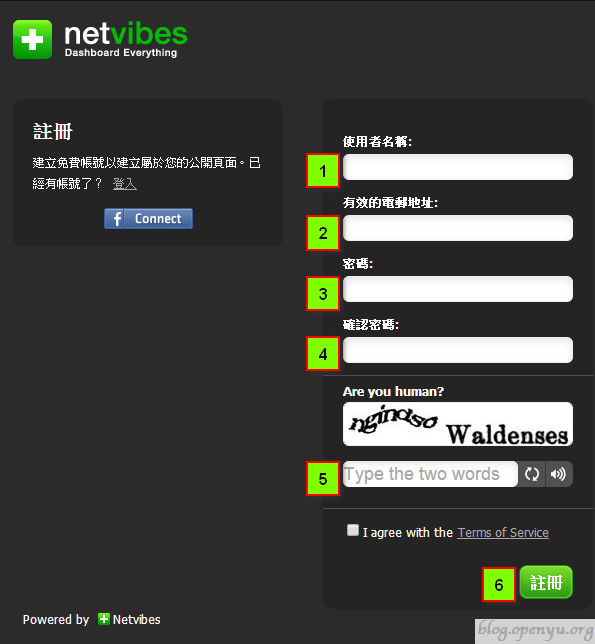 netvibes
Dashboard Everything
註冊
建立免費帳號以建立屬於您的公開頁面。已
經有帳號了？ 登入
f Connect
使用者名稱:
1
有效的電郵地址:
2
密碼:
3
確認密碼:
4
Are you human?
Waldenses
5 Type the two words
I agree with the Terms of Service
6 註冊
Powered by Netvibes
blog.openyu.org